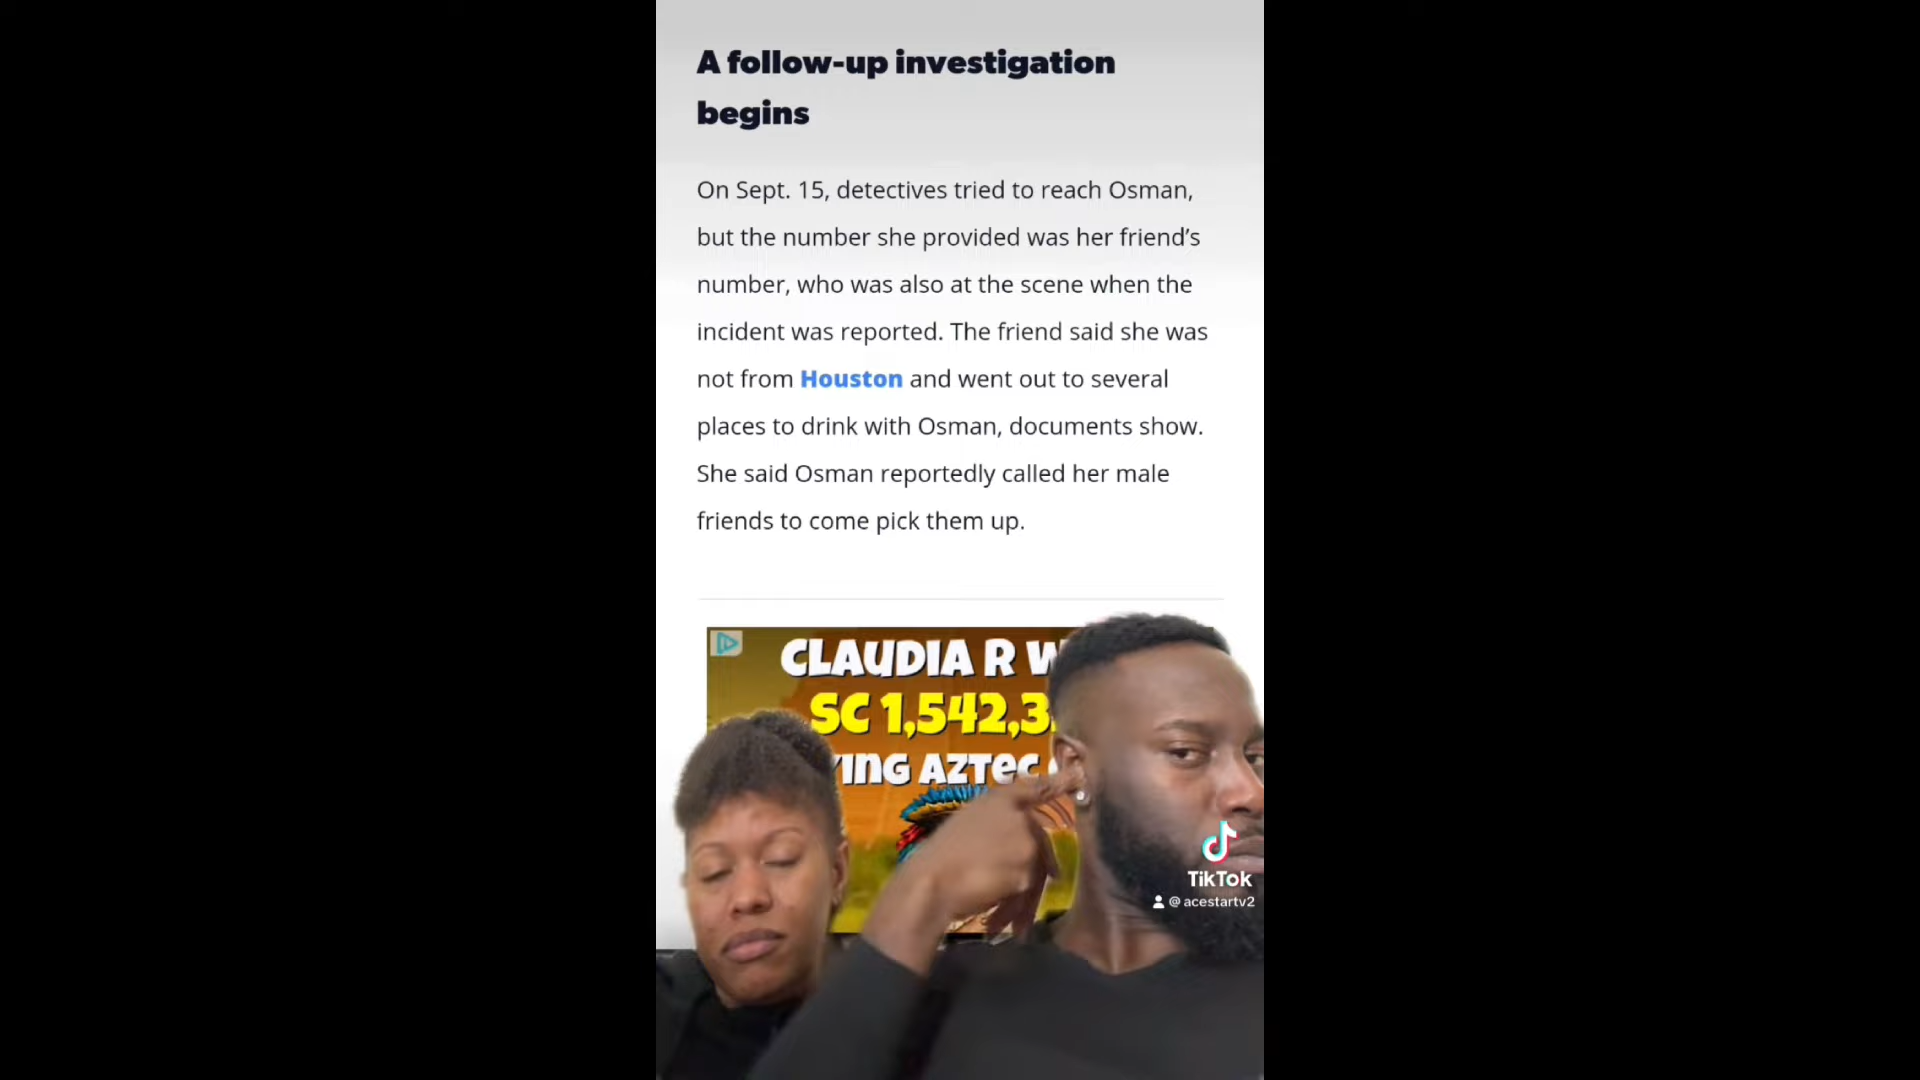 A follow-up investigation
begins
On Sept. 15, detectives tried to reach Osman,
but the number she provided was her friend’s
number, who was also at the scene when the
incident was reported. The friend said she was
not from Houston and went out to several
places to drink with Osman, documents show.
She said Osman reportedly called her male
friends to come pick them up.
CLAUDIA R
SC 1,542,3
AZTEC
TikTok
@acestartv2